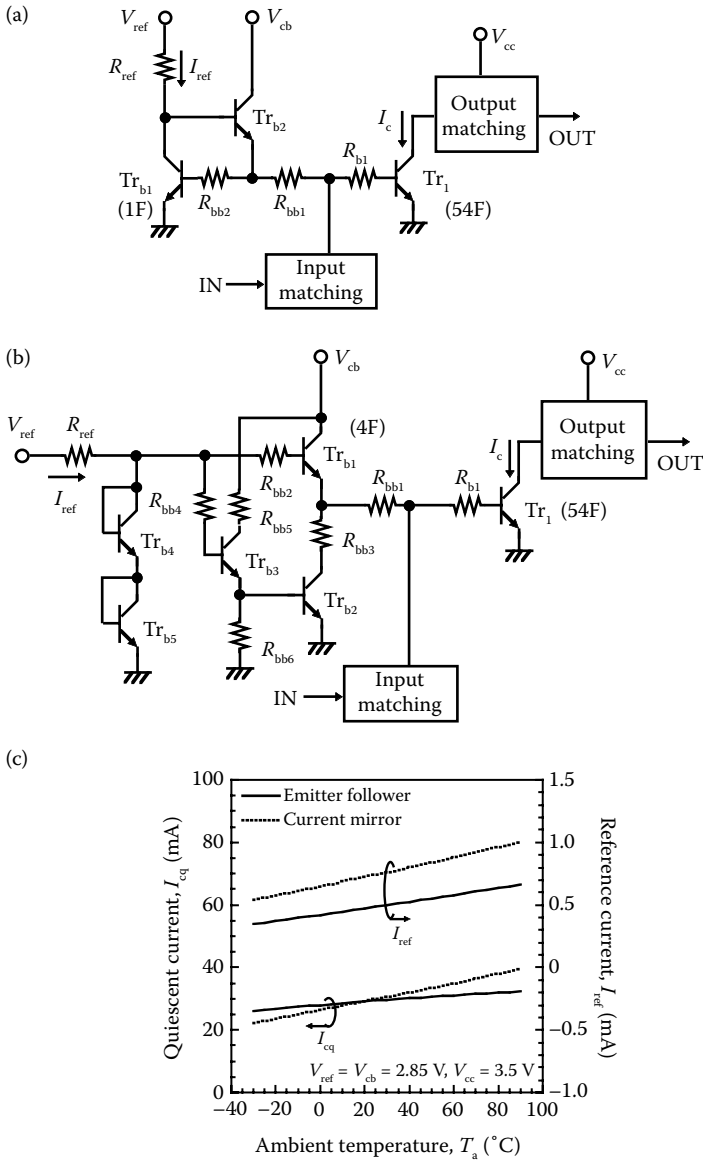 (a)
V_ref
V_cb
V_cc
R_ref
I_ref
Tr_b2
Output matching
I_c
OUT
R_b1
Tr_b1
(1F)
R_bb2
R_bb1
Tr_1
(54F)
IN
Input matching
(b)
V_cb
V_cc
(4F)
V_ref
R_ref
Tr_b1
Output matching
I_c
OUT
I_ref
R_bb4
R_bb2
R_bb5
R_bb1
R_b1
Tr_1 (54F)
Tr_b4
Tr_b3
R_bb3
Tr_b2
Tr_b5
R_bb6
IN
Input matching
(c)
Quiescent current, I_cq (mA)
100
80
60
40
20
0
Emitter follower
Current mirror
I_ref
I_cq
V_ref = V_cb = 2.85 V, V_cc = 3.5 V
1.5
1.0
0.5
0
−0.5
−1.0
Reference current, I_ref (mA)
−40 −20 0 20 40 60 80 100
Ambient temperature, T_a (˚C)